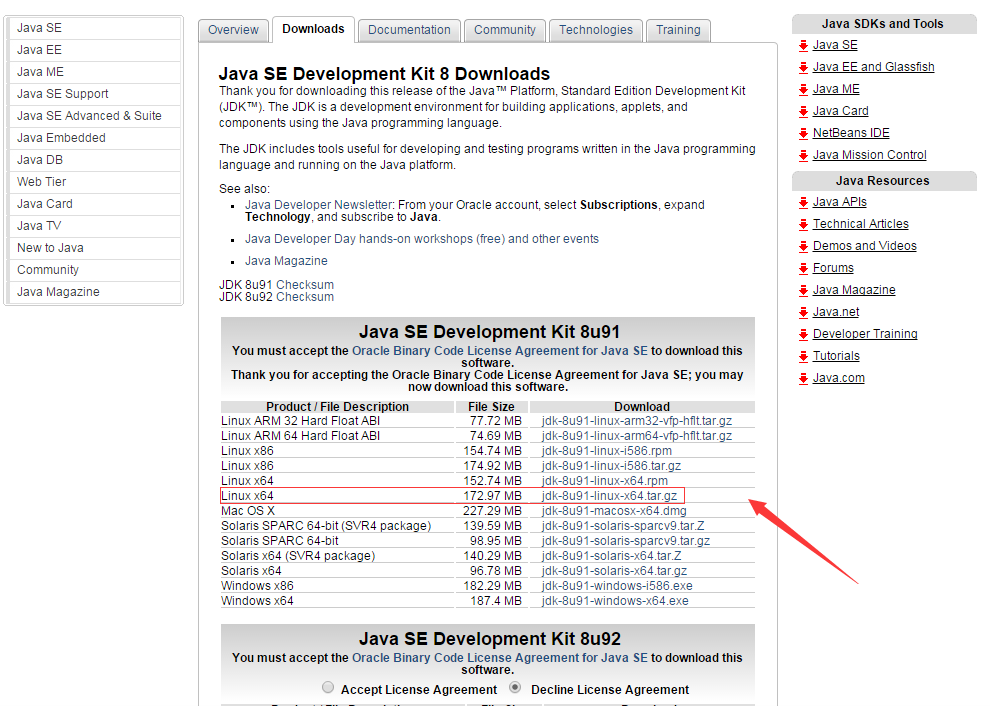 Java SE
Java EE
Java ME
Java SE Support
Java SE Advanced & Suite
Java Embedded
Java DB
Web Tier
Java Card
Java TV
New to Java
Community
Java Magazine
Overview Downloads Documentation Community Technologies Training
Java SE Development Kit 8 Downloads
Thank you for downloading this release of the Java™ Platform, Standard Edition Development Kit
(JDK™). The JDK is a development environment for building applications, applets, and
components using the Java programming language.
The JDK includes tools useful for developing and testing programs written in the Java programming
language and running on the Java platform.
See also:
Java Developer Newsletter: From your Oracle account, select Subscriptions, expand
Technology, and subscribe to Java.
Java Developer Day hands-on workshops (free) and other events
Java Magazine
JDK 8u91 Checksum
JDK 8u92 Checksum
Java SE Development Kit 8u91
You must accept the Oracle Binary Code License Agreement for Java SE to download this
software.
Thank you for accepting the Oracle Binary Code License Agreement for Java SE; you may
now download this software.
Product / File Description File Size Download
Linux ARM 32 Hard Float ABI 77.72 MB jdk-8u91-linux-arm32-vfp-hflt.tar.gz
Linux ARM 64 Hard Float ABI 74.69 MB jdk-8u91-linux-arm64-vfp-hflt.tar.gz
Linux x86 154.74 MB jdk-8u91-linux-i586.rpm
Linux x86 174.92 MB jdk-8u91-linux-i586.tar.gz
Linux x64 152.74 MB jdk-8u91-linux-x64.rpm
Linux x64 172.97 MB jdk-8u91-linux-x64.tar.gz
Mac OS X 227.29 MB jdk-8u91-macosx-x64.dmg
Solaris SPARC 64-bit (SVR4 package) 139.59 MB jdk-8u91-solaris-sparcv9.tar.Z
Solaris SPARC 64-bit 98.95 MB jdk-8u91-solaris-sparcv9.tar.gz
Solaris x64 (SVR4 package) 140.29 MB jdk-8u91-solaris-x64.tar.Z
Solaris x64 96.78 MB jdk-8u91-solaris-x64.tar.gz
Windows x86 182.29 MB jdk-8u91-windows-i586.exe
Windows x64 187.4 MB jdk-8u91-windows-x64.exe
Java SE Development Kit 8u92
You must accept the Oracle Binary Code License Agreement for Java SE to download this
software.
Accept License Agreement Decline License Agreement
Java SDKs and Tools
Java SE
Java EE and Glassfish
Java ME
Java Card
NetBeans IDE
Java Mission Control
Java Resources
Java APIs
Technical Articles
Demos and Videos
Forums
Java Magazine
Java.net
Developer Training
Tutorials
Java.com